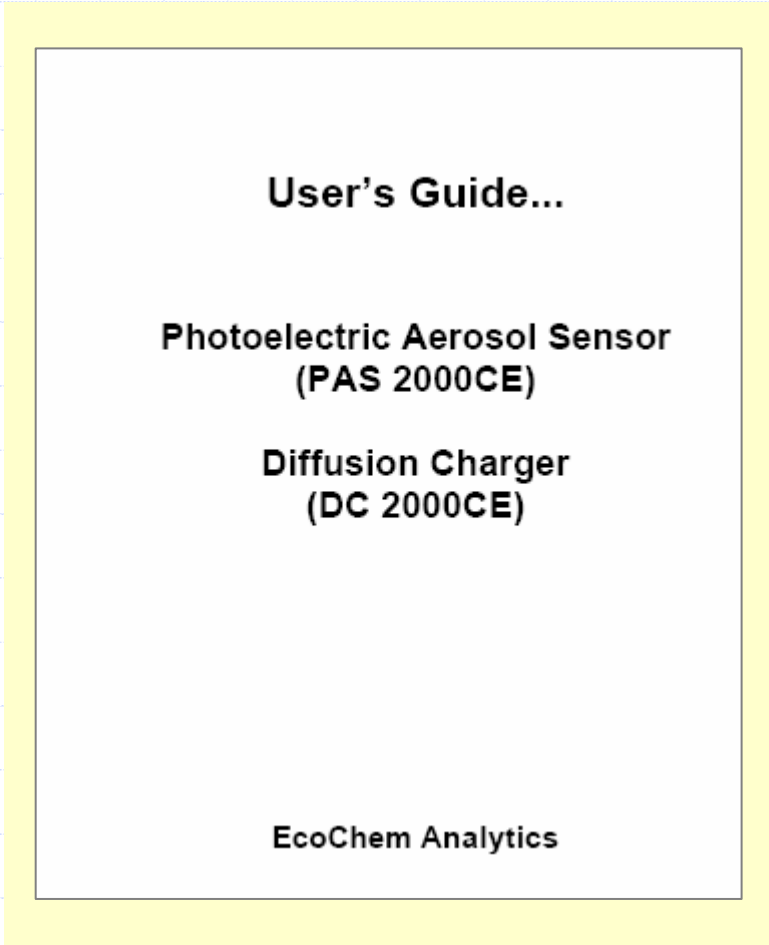 User’s Guide...
Photoelectric Aerosol Sensor
(PAS 2000CE)
Diffusion Charger
(DC 2000CE)
EcoChem Analytics